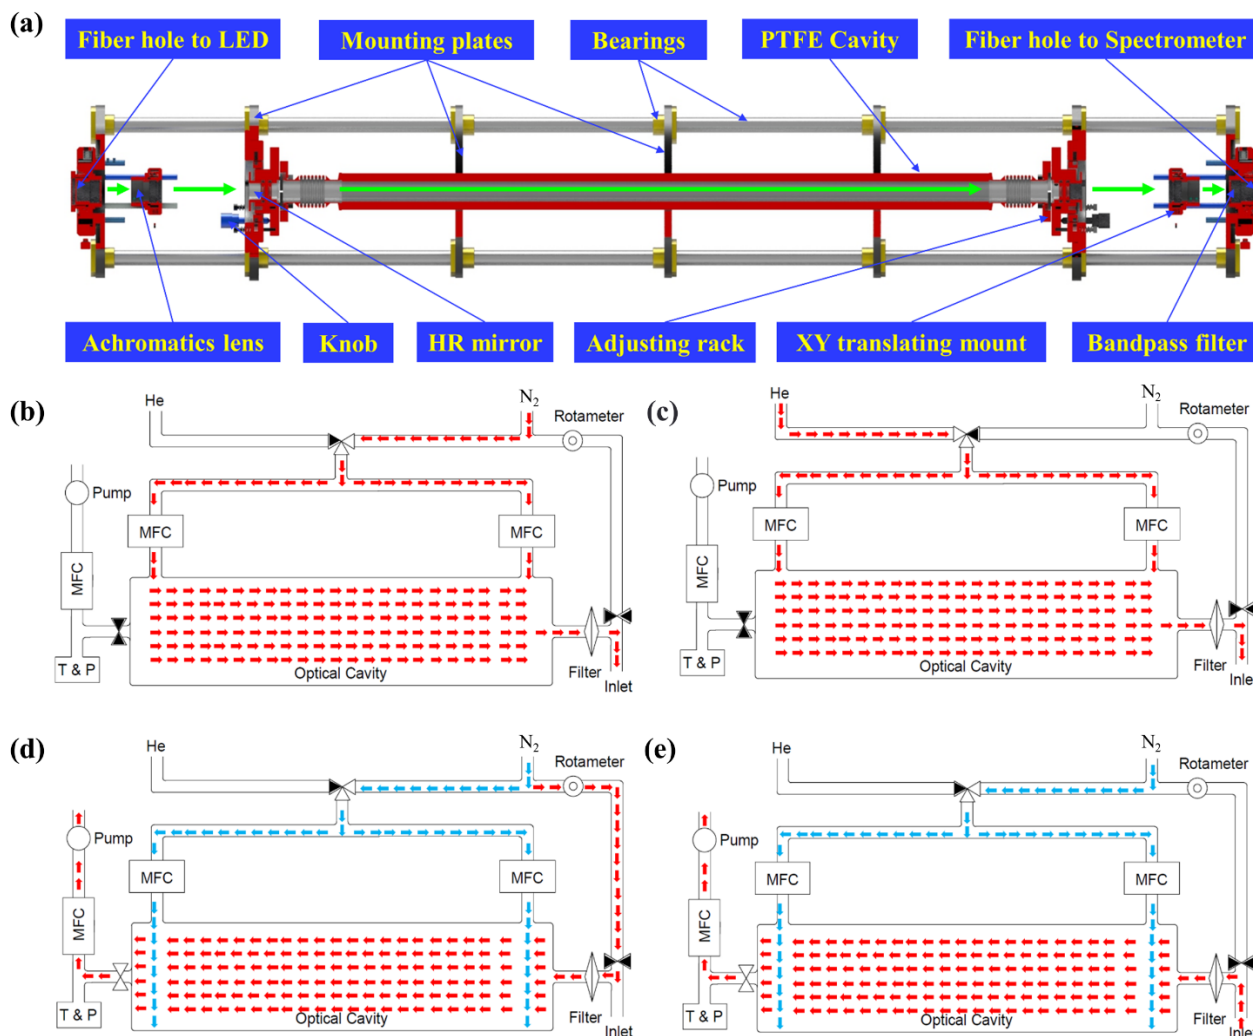 (a)
Fiber hole to LED
Mounting plates
Bearings
PTFE Cavity
Fiber hole to Spectrometer
Achromatics lens
Knob
HR mirror
Adjusting rack
XY translating mount
Bandpass filter
(b)
He
N₂
Rotameter
Pump
MFC
MFC
MFC
T & P
Optical Cavity
Filter
Inlet
(c)
He
N₂
Rotameter
Pump
MFC
MFC
MFC
T & P
Optical Cavity
Filter
Inlet
(d)
He
N₂
Rotameter
Pump
MFC
MFC
MFC
T & P
Optical Cavity
Filter
Inlet
(e)
He
N₂
Rotameter
Pump
MFC
MFC
MFC
T & P
Optical Cavity
Filter
Inlet